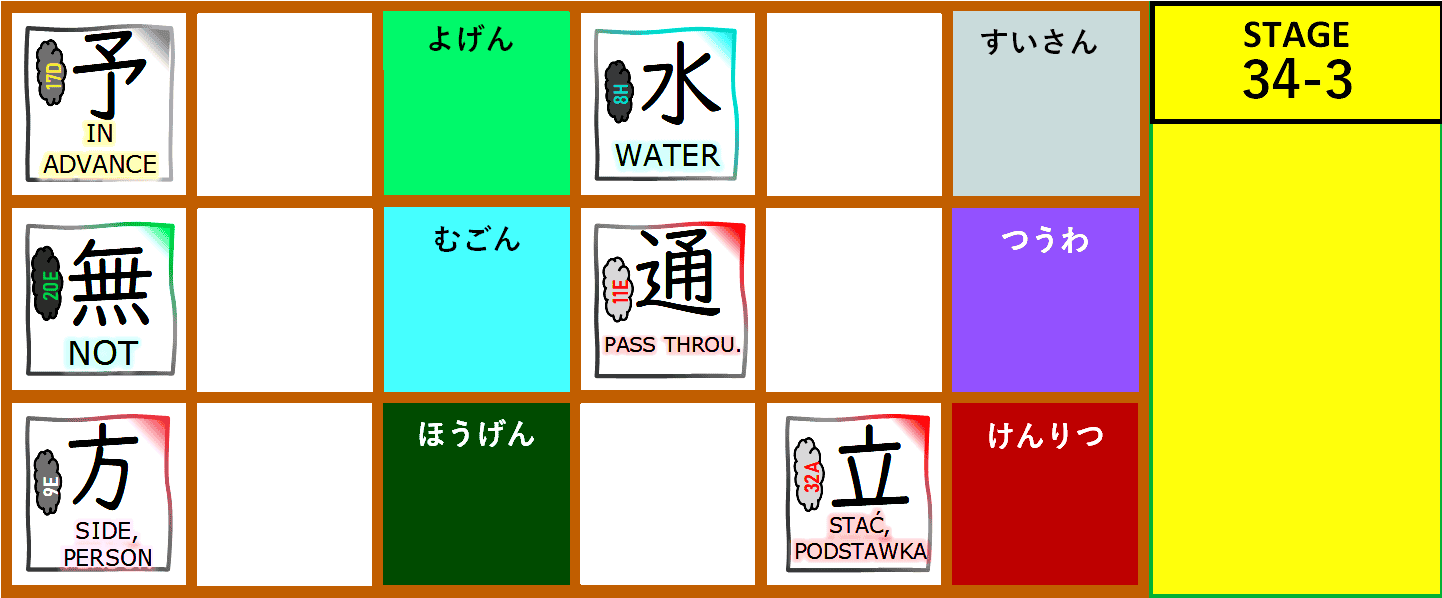 17D
予
IN
ADVANCE
よげん
8H
水
WATER
すいさん
STAGE
34-3
20E
無
NOT
むごん
11E
通
PASS THROU.
つうわ
9E
方
SIDE,
PERSON
ほうげん
32A
立
STAĆ,
PODSTAWKA
けんりつ